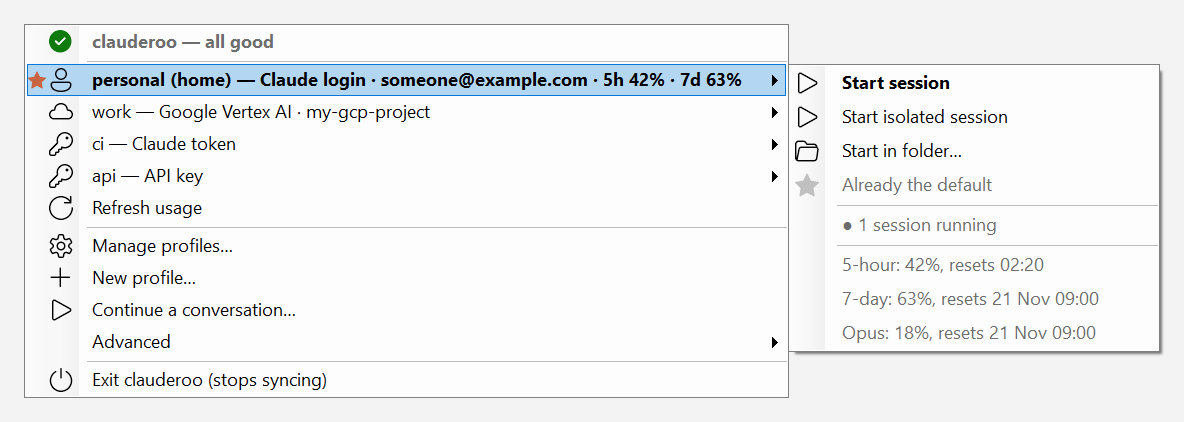 clauderoo — all good
personal (home) — Claude login · someone@example.com · 5h 42% · 7d 63%
work — Google Vertex AI · my-gcp-project
ci — Claude token
api — API key
Refresh usage
Manage profiles...
New profile...
Continue a conversation...
Advanced
Exit clauderoo (stops syncing)
Start session
Start isolated session
Start in folder...
Already the default
● 1 session running
5-hour: 42%, resets 02:20
7-day: 63%, resets 21 Nov 09:00
Opus: 18%, resets 21 Nov 09:00